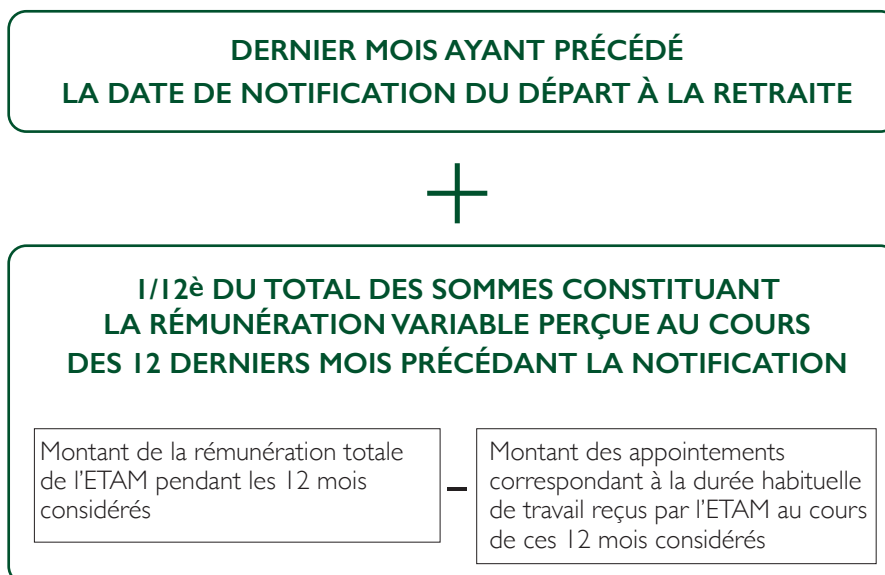 DERNIER MOIS AYANT PRÉCÉDÉ
LA DATE DE NOTIFICATION DU DÉPART À LA RETRAITE
+
1/12è DU TOTAL DES SOMMES CONSTITUANT
LA RÉMUNÉRATION VARIABLE PERÇUE AU COURS
DES 12 DERNIERS MOIS PRÉCÉDANT LA NOTIFICATION
Montant de la rémunération totale
de l’ETAM pendant les 12 mois
considérés
–
Montant des appointements
correspondant à la durée habituelle
de travail reçus par l’ETAM au cours
de ces 12 mois considérés